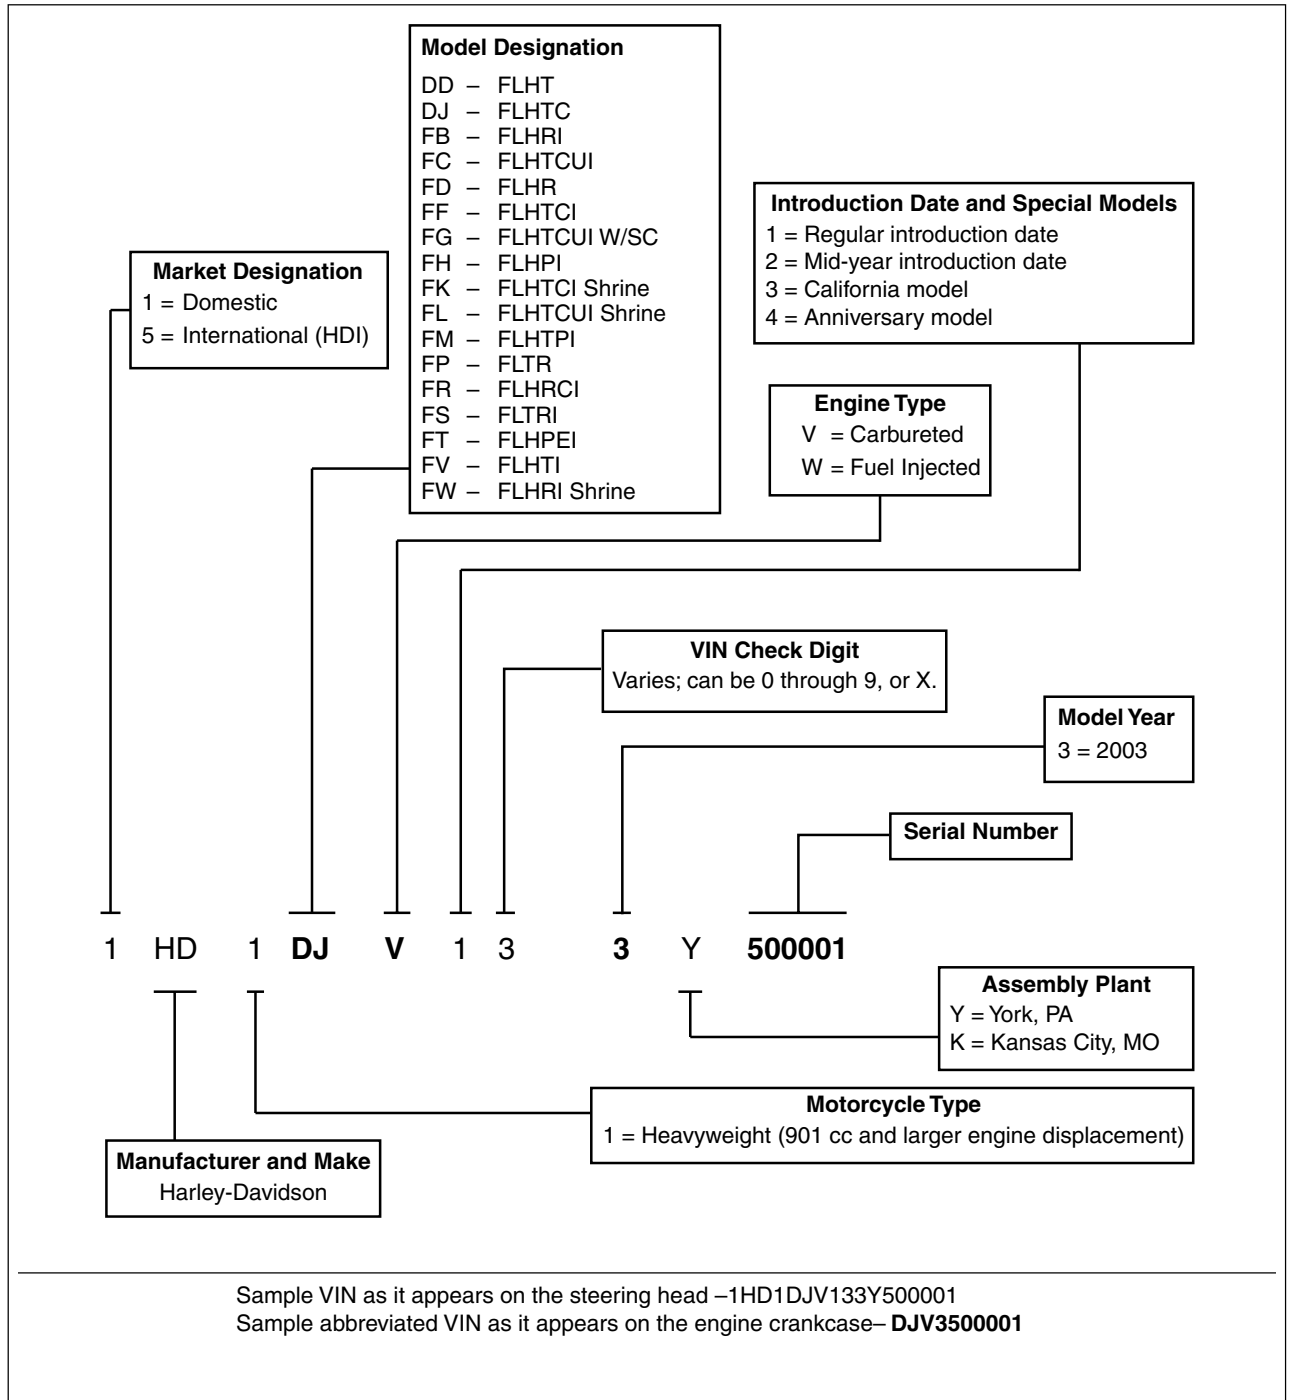 Model Designation
DD – FLHT
DJ – FLHTC
FB – FLHRI
FC – FLHTCUI
FD – FLHR
FF – FLHTCI
FG – FLHTCUI W/SC
FH – FLHPI
FK – FLHTCI Shrine
FL – FLHTCUI Shrine
FM – FLHTPI
FP – FLTR
FR – FLHRCI
FS – FLTRI
FT – FLHPEI
FV – FLHTI
FW – FLHRI Shrine
Introduction Date and Special Models
1 = Regular introduction date
2 = Mid-year introduction date
3 = California model
4 = Anniversary model
Market Designation
1 = Domestic
5 = International (HDI)
Engine Type
V = Carbureted
W = Fuel Injected
VIN Check Digit
Varies; can be 0 through 9, or X.
Model Year
3 = 2003
Serial Number
1 HD 1 DJ V 1 3 3 Y 500001
Assembly Plant
Y = York, PA
K = Kansas City, MO
Motorcycle Type
1 = Heavyweight (901 cc and larger engine displacement)
Manufacturer and Make
Harley-Davidson
Sample VIN as it appears on the steering head –1HD1DJV133Y500001
Sample abbreviated VIN as it appears on the engine crankcase– DJV3500001